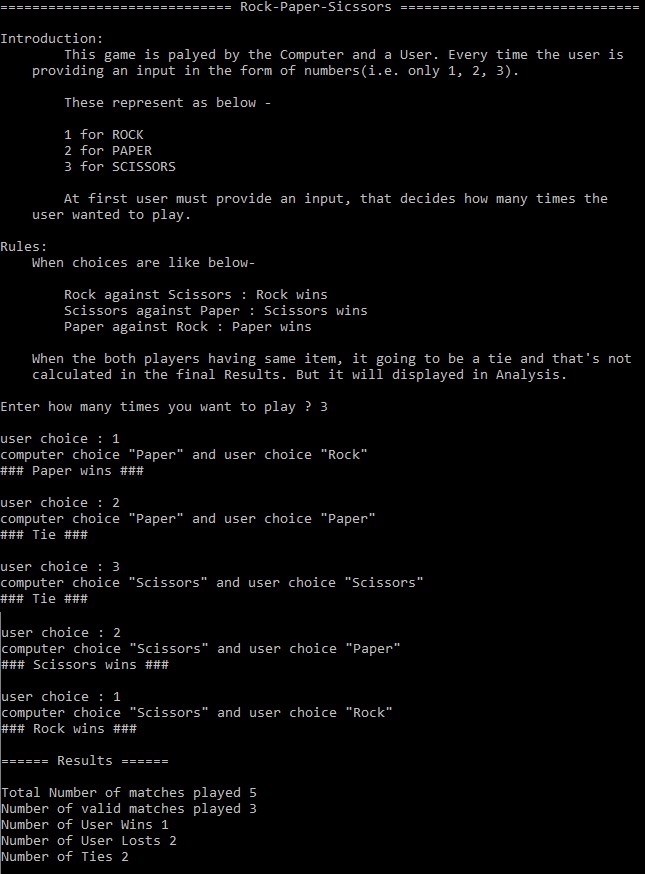 ============================= Rock-Paper-Sicssors ==============================
Introduction:
This game is palyed by the Computer and a User. Every time the user is
providing an input in the form of numbers(i.e. only 1, 2, 3).
These represent as below -
1 for ROCK
2 for PAPER
3 for SCISSORS
At first user must provide an input, that decides how many times the
user wanted to play.
Rules:
When choices are like below-
Rock against Scissors : Rock wins
Scissors against Paper : Scissors wins
Paper against Rock : Paper wins
When the both players having same item, it going to be a tie and that's not
calculated in the final Results. But it will displayed in Analysis.
Enter how many times you want to play ? 3
user choice : 1
computer choice "Paper" and user choice "Rock"
### Paper wins ###
user choice : 2
computer choice "Paper" and user choice "Paper"
### Tie ###
user choice : 3
computer choice "Scissors" and user choice "Scissors"
### Tie ###
user choice : 2
computer choice "Scissors" and user choice "Paper"
### Scissors wins ###
user choice : 1
computer choice "Scissors" and user choice "Rock"
### Rock wins ###
====== Results ======
Total Number of matches played 5
Number of valid matches played 3
Number of User Wins 1
Number of User Losts 2
Number of Ties 2